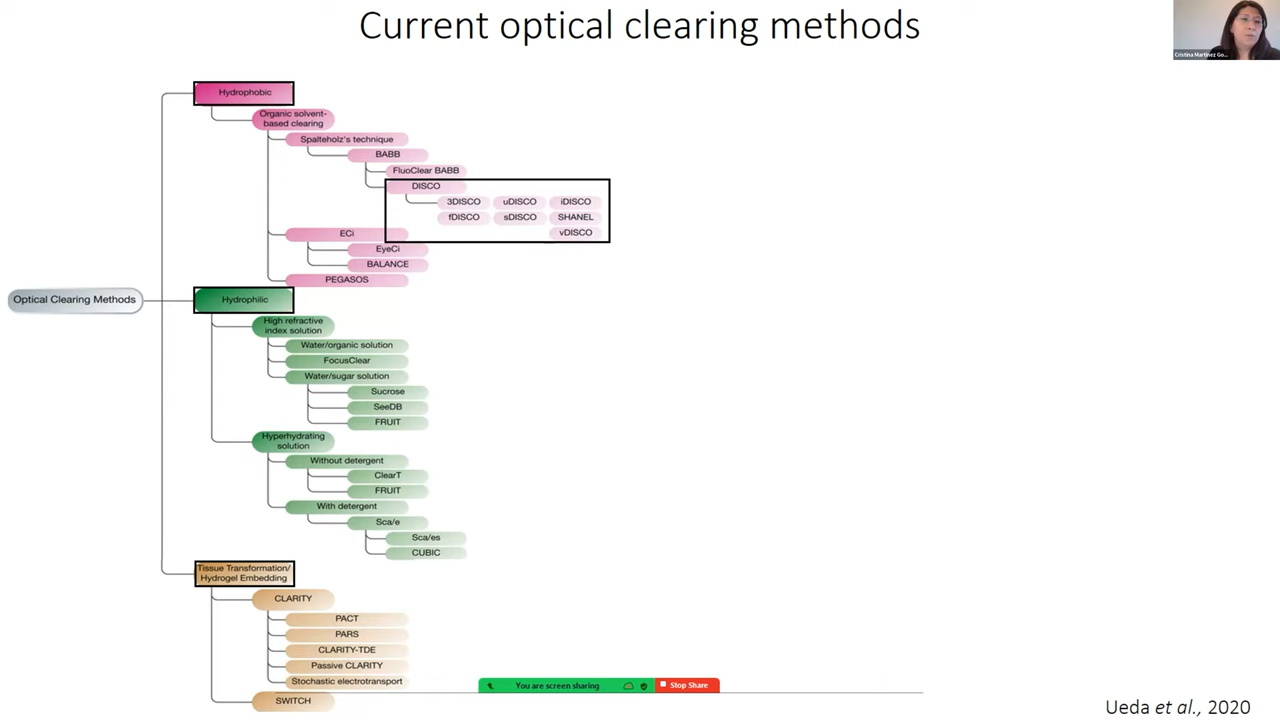 Current optical clearing methods
Cristina Martinez Go...
Hydrophobic
Organic solvent-
based clearing
Spalteholz's technique
BABB
FluoClear BABB
DISCO
3DISCO uDISCO iDISCO
fDISCO sDISCO SHANEL
vDISCO
ECi
EyeCi
BALANCE
PEGASOS
Optical Clearing Methods
Hydrophilic
High refractive
index solution
Water/organic solution
FocusClear
Water/sugar solution
Sucrose
SeeDB
FRUIT
Hyperhydrating
solution
Without detergent
ClearT
FRUIT
With detergent
Sca/e
Sca/es
CUBIC
Tissue Transformation/
Hydrogel Embedding
CLARITY
PACT
PARS
CLARITY-TDE
Passive CLARITY
Stochastic electrotransport
SWITCH
You are screen sharing Stop Share
Ueda et al., 2020